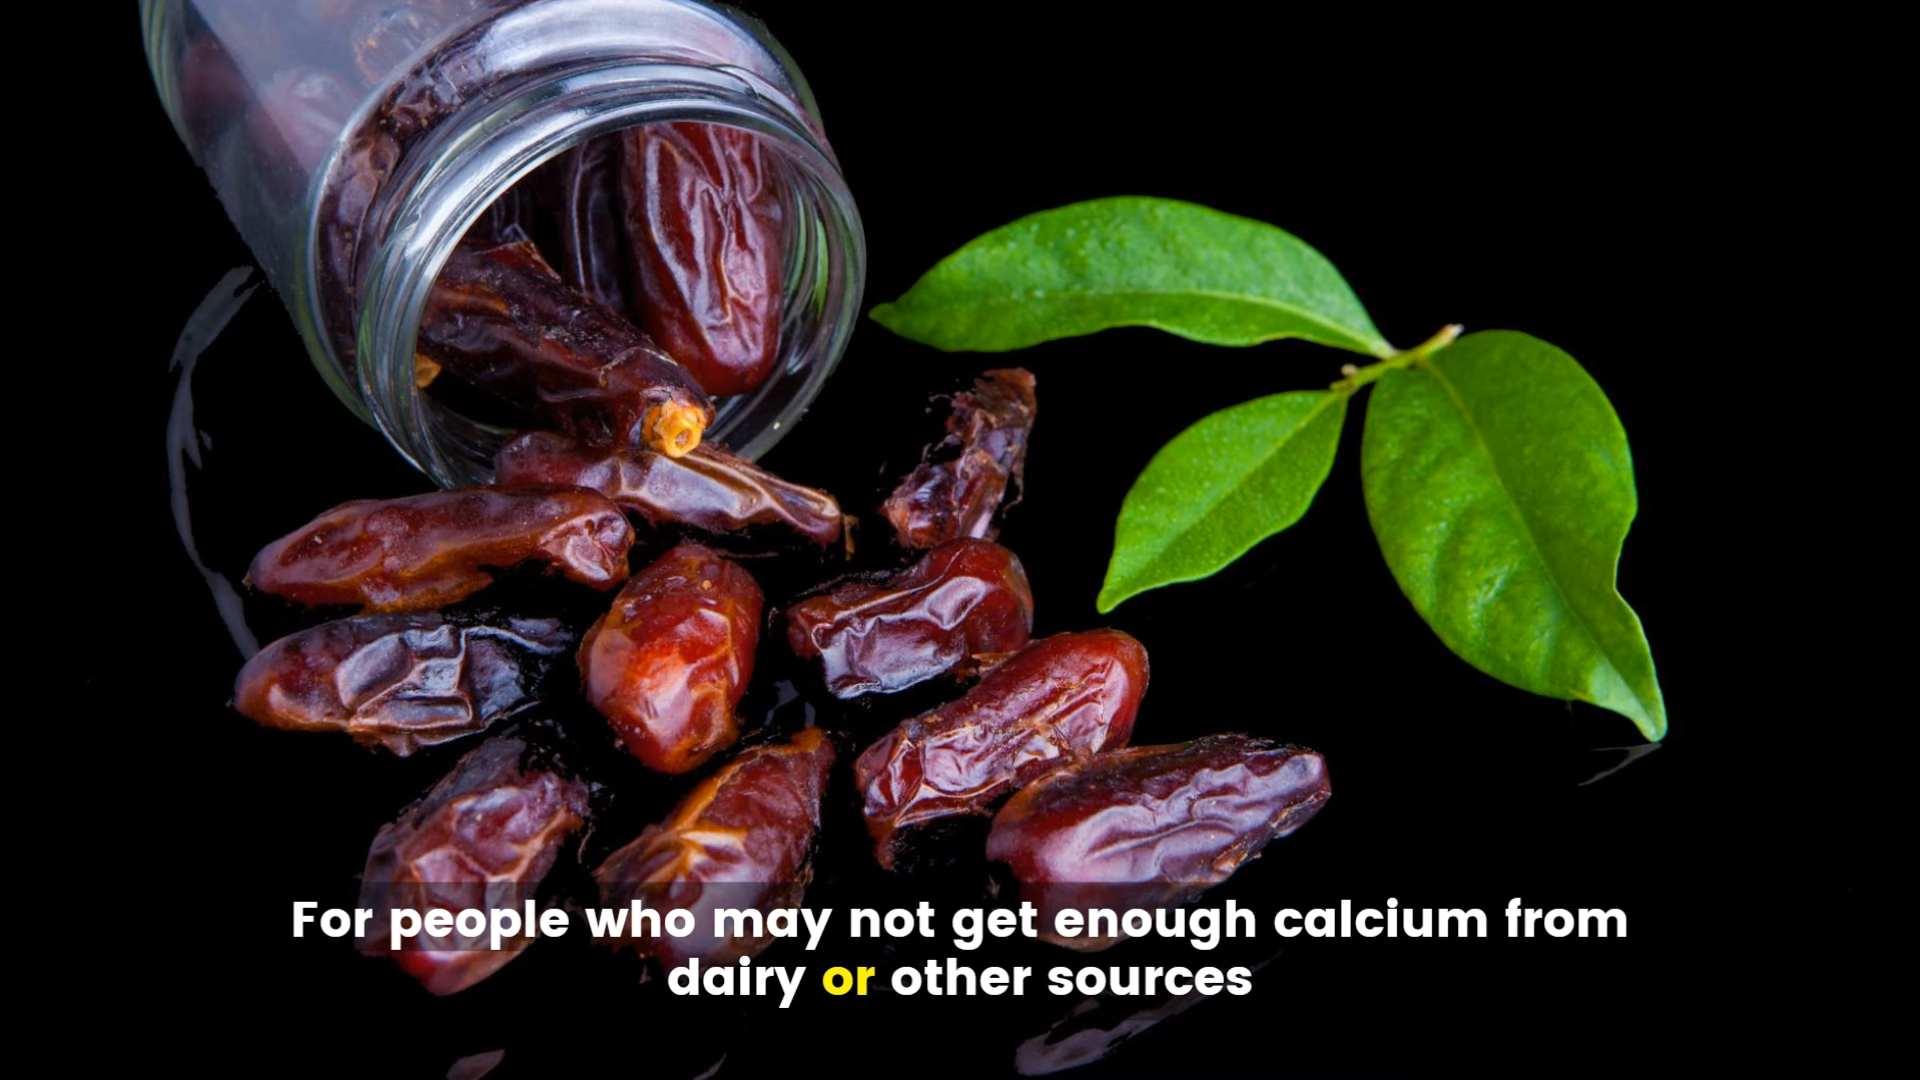 For people who may not get enough calcium from
dairy or other sources